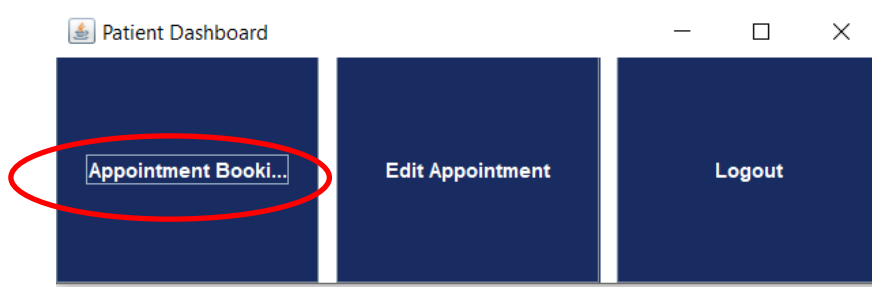 Patient Dashboard
Appointment Booki...
Edit Appointment
Logout